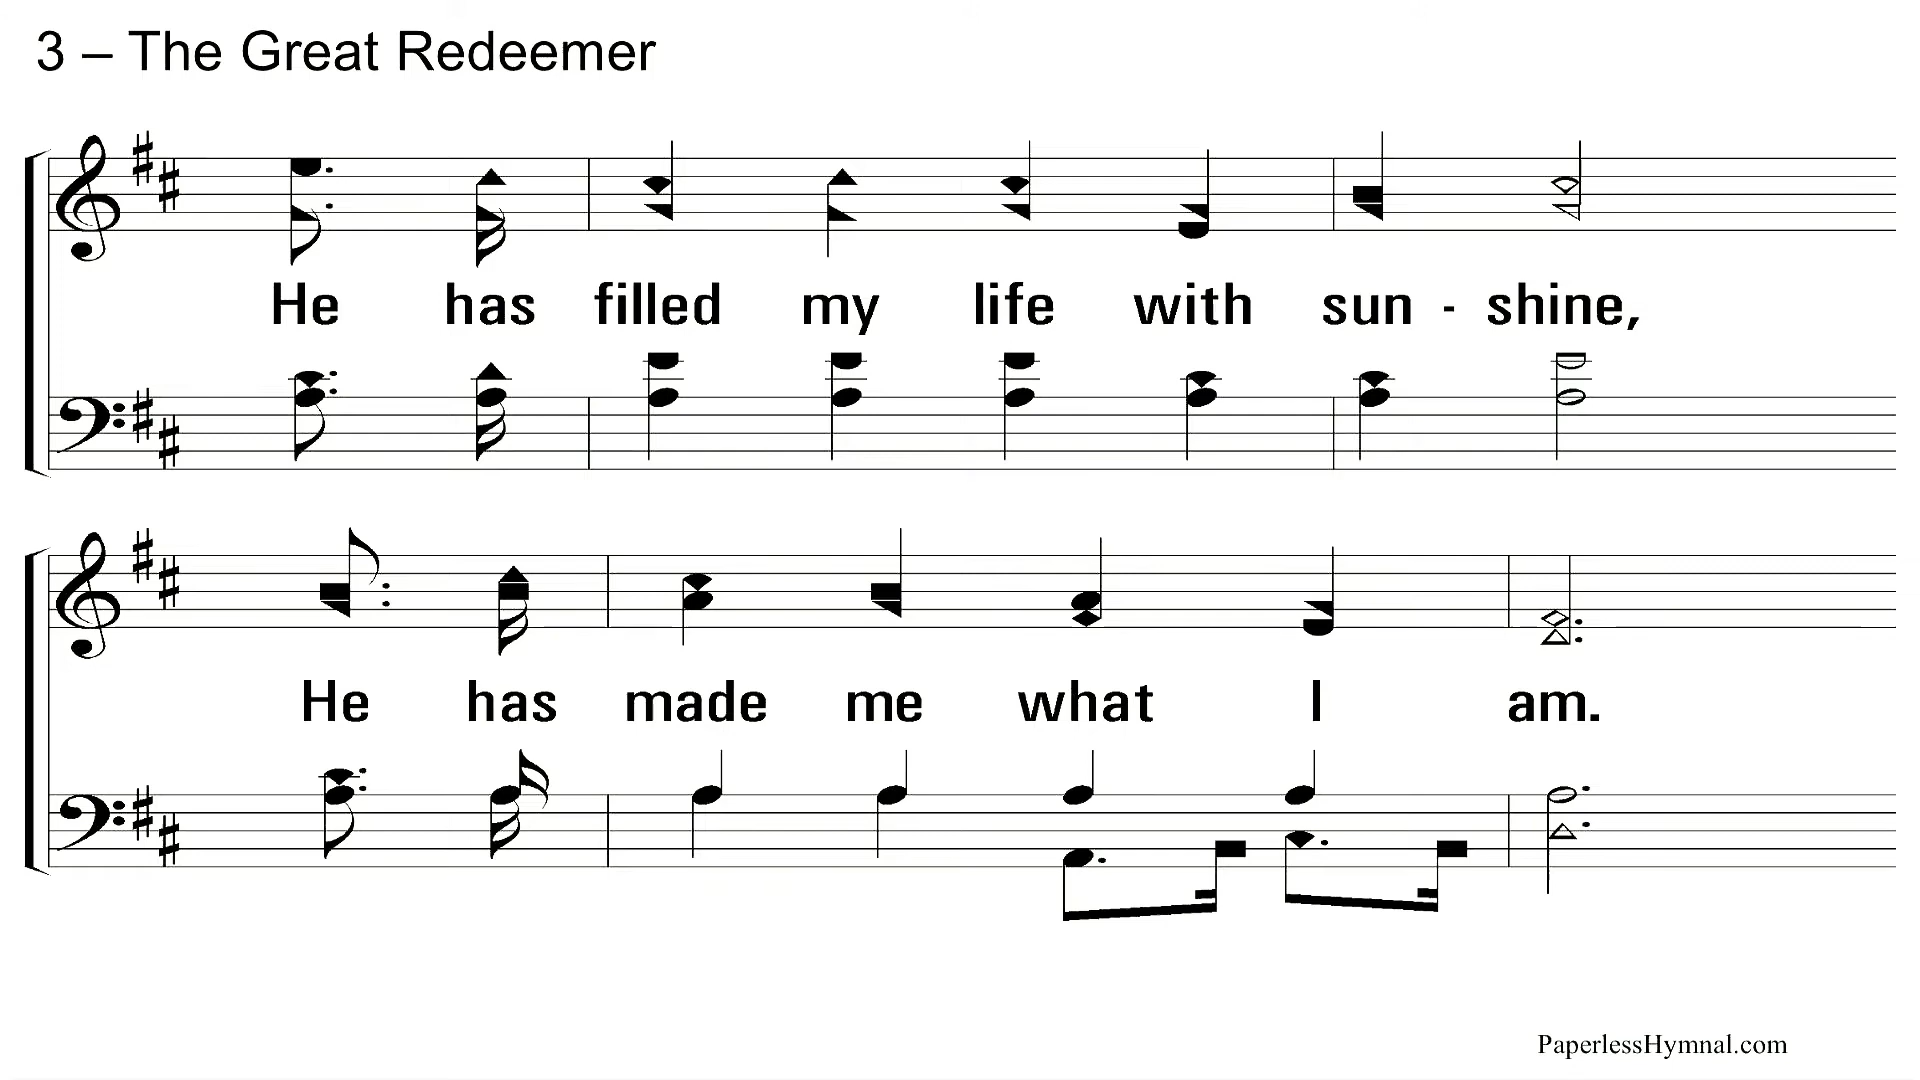 3 – The Great Redeemer
He has filled my life with sun - shine,
He has made me what I am.
PaperlessHymnal.com